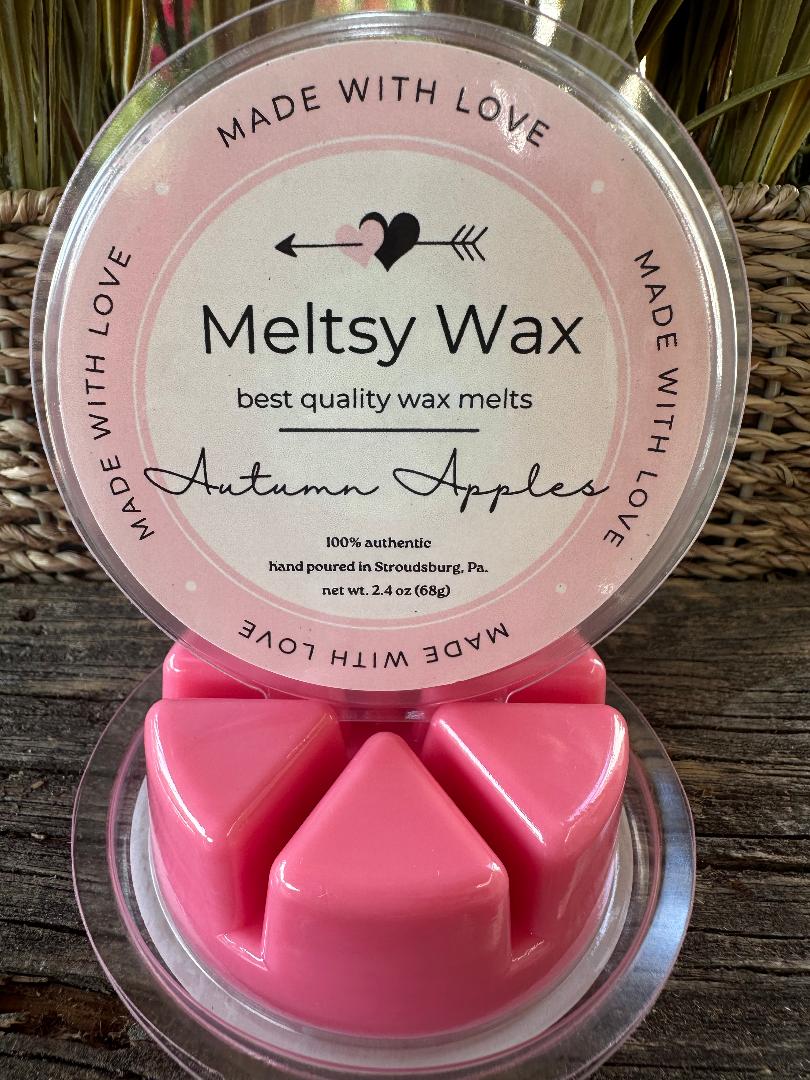 MADE WITH LOVE
MADE WITH LOVE
MADE WITH LOVE
Meltsy Wax
best quality wax melts
Autumn Apples
100% authentic
hand poured in Stroudsburg, Pa.
net wt. 2.4 oz (68g)
MADE WITH LOVE